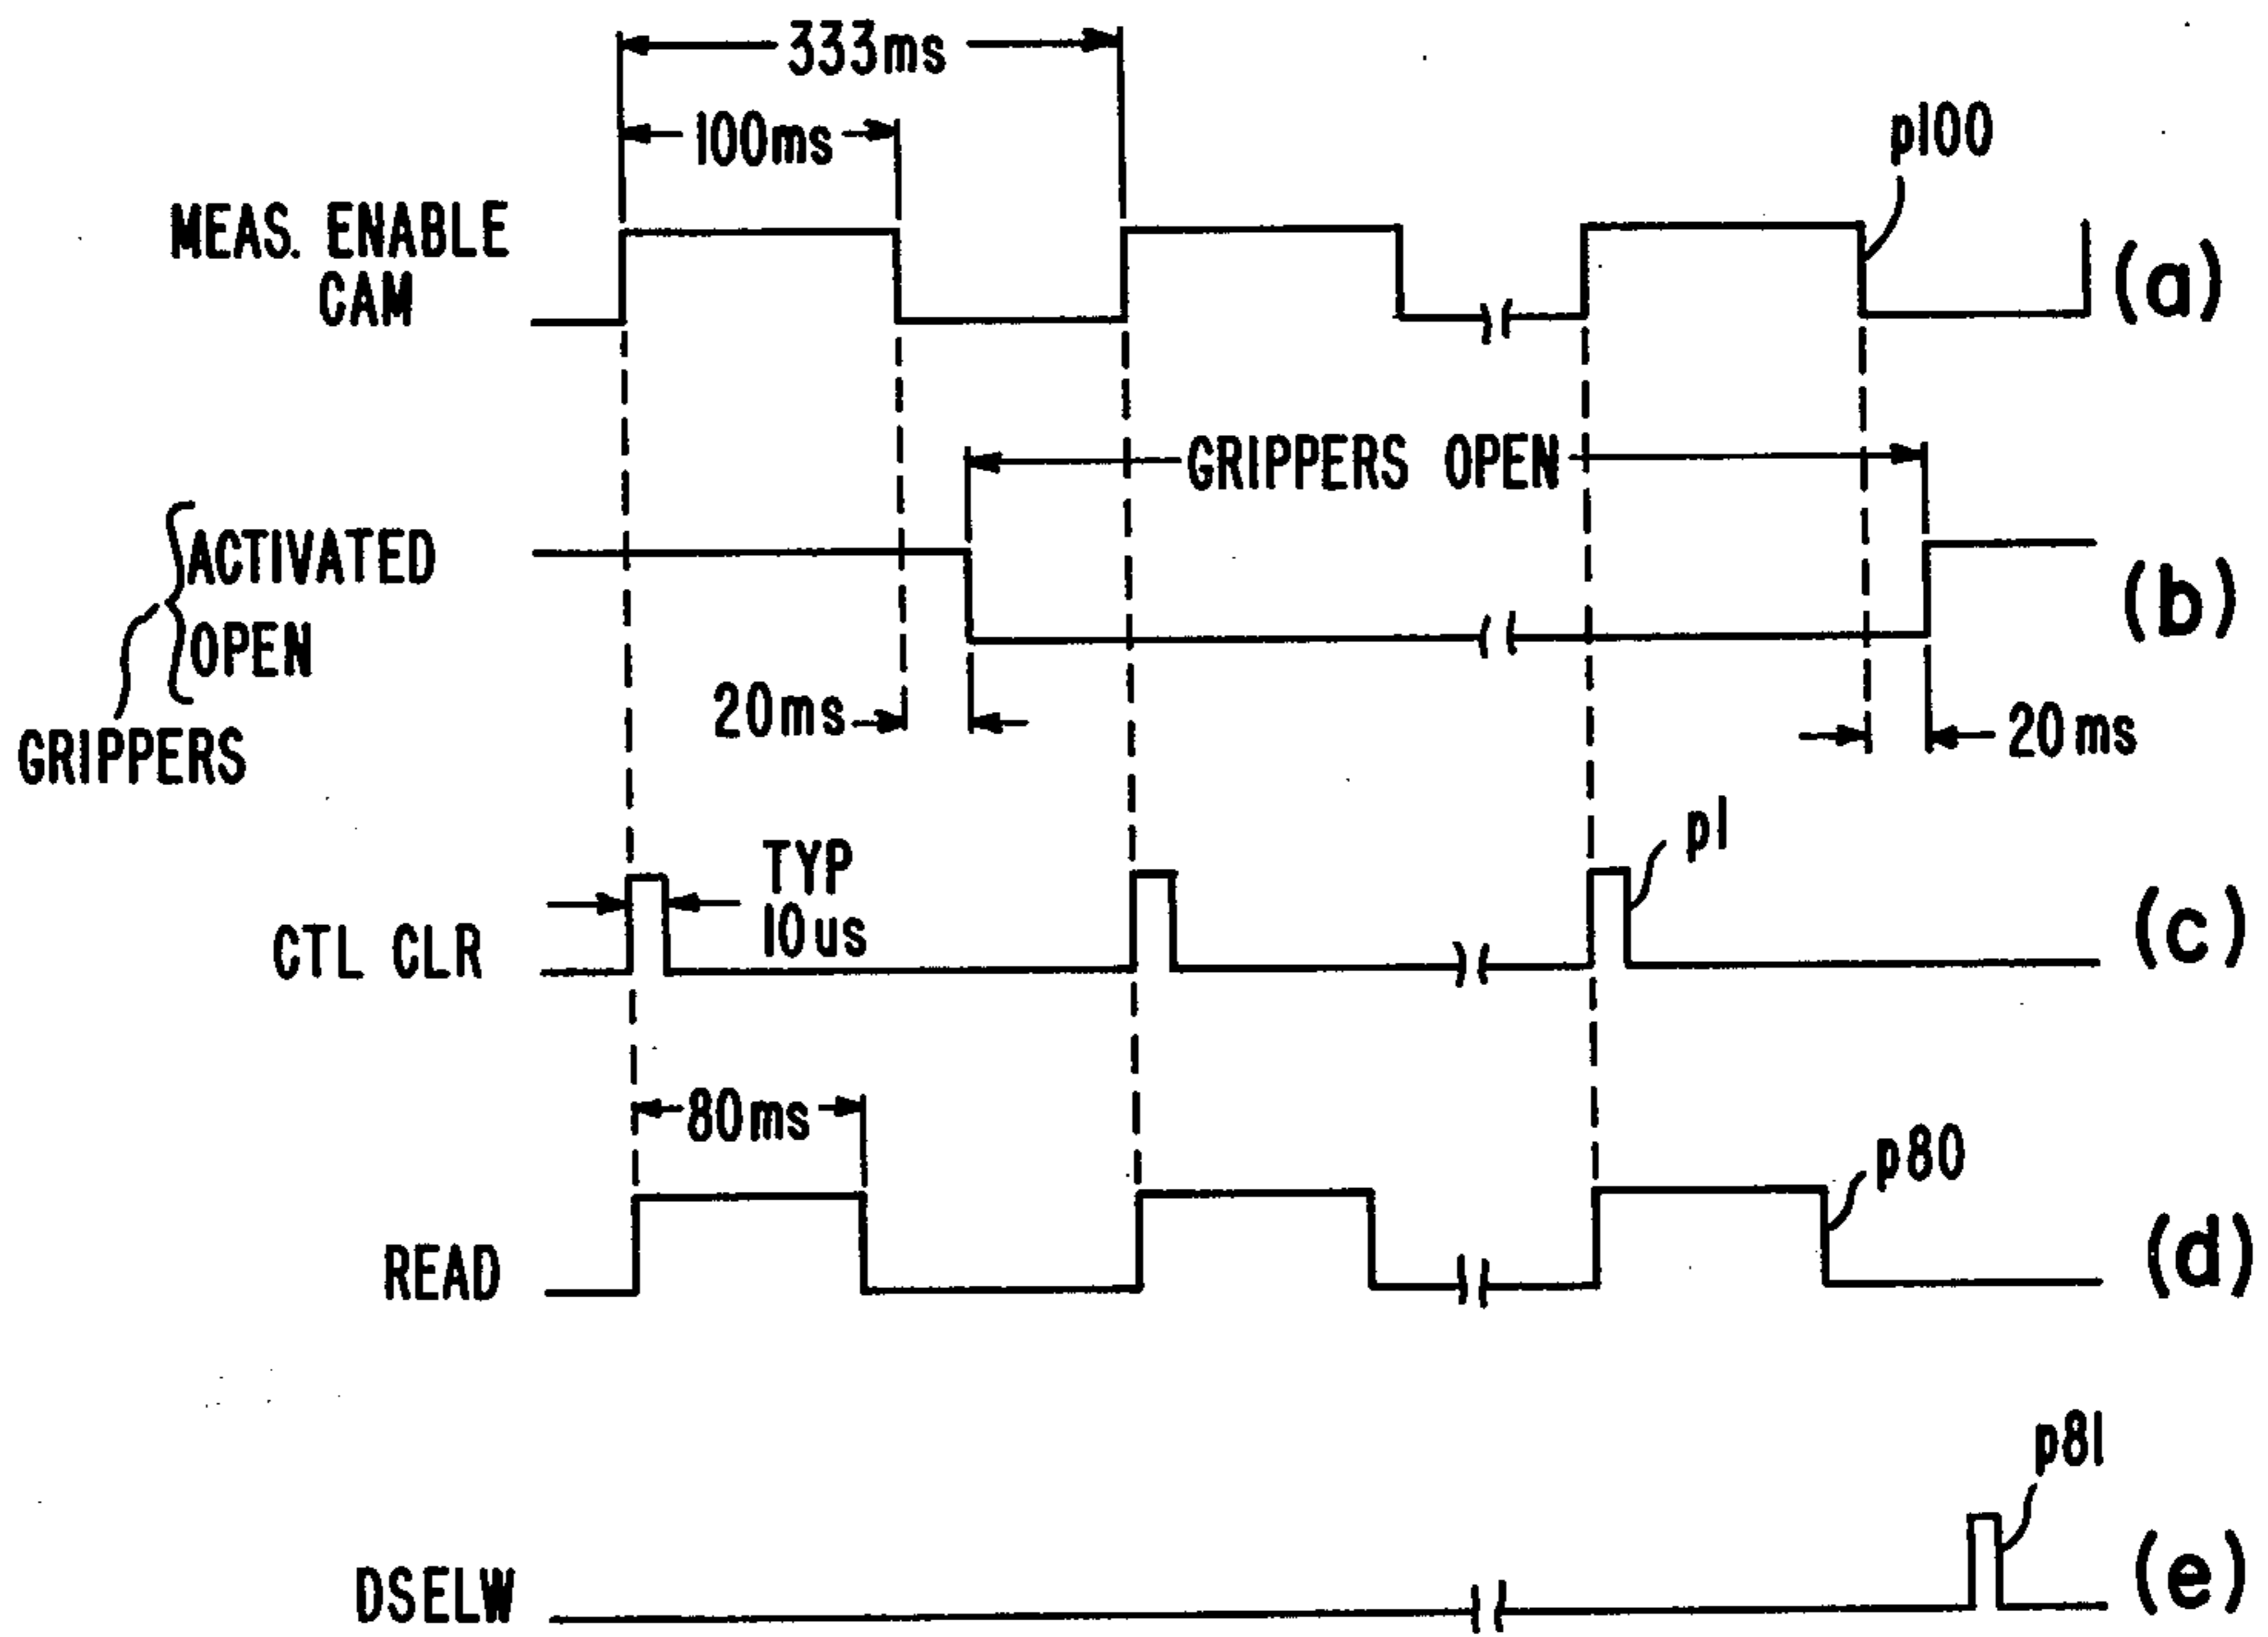 333ms
100ms
p100
MEAS. ENABLE
CAM
(a)
GRIPPERS OPEN
ACTIVATED
OPEN
(b)
GRIPPERS
20ms
20ms
p1
TYP
10us
CTL CLR
(c)
80ms
p80
READ
(d)
p81
DSELW
(e)